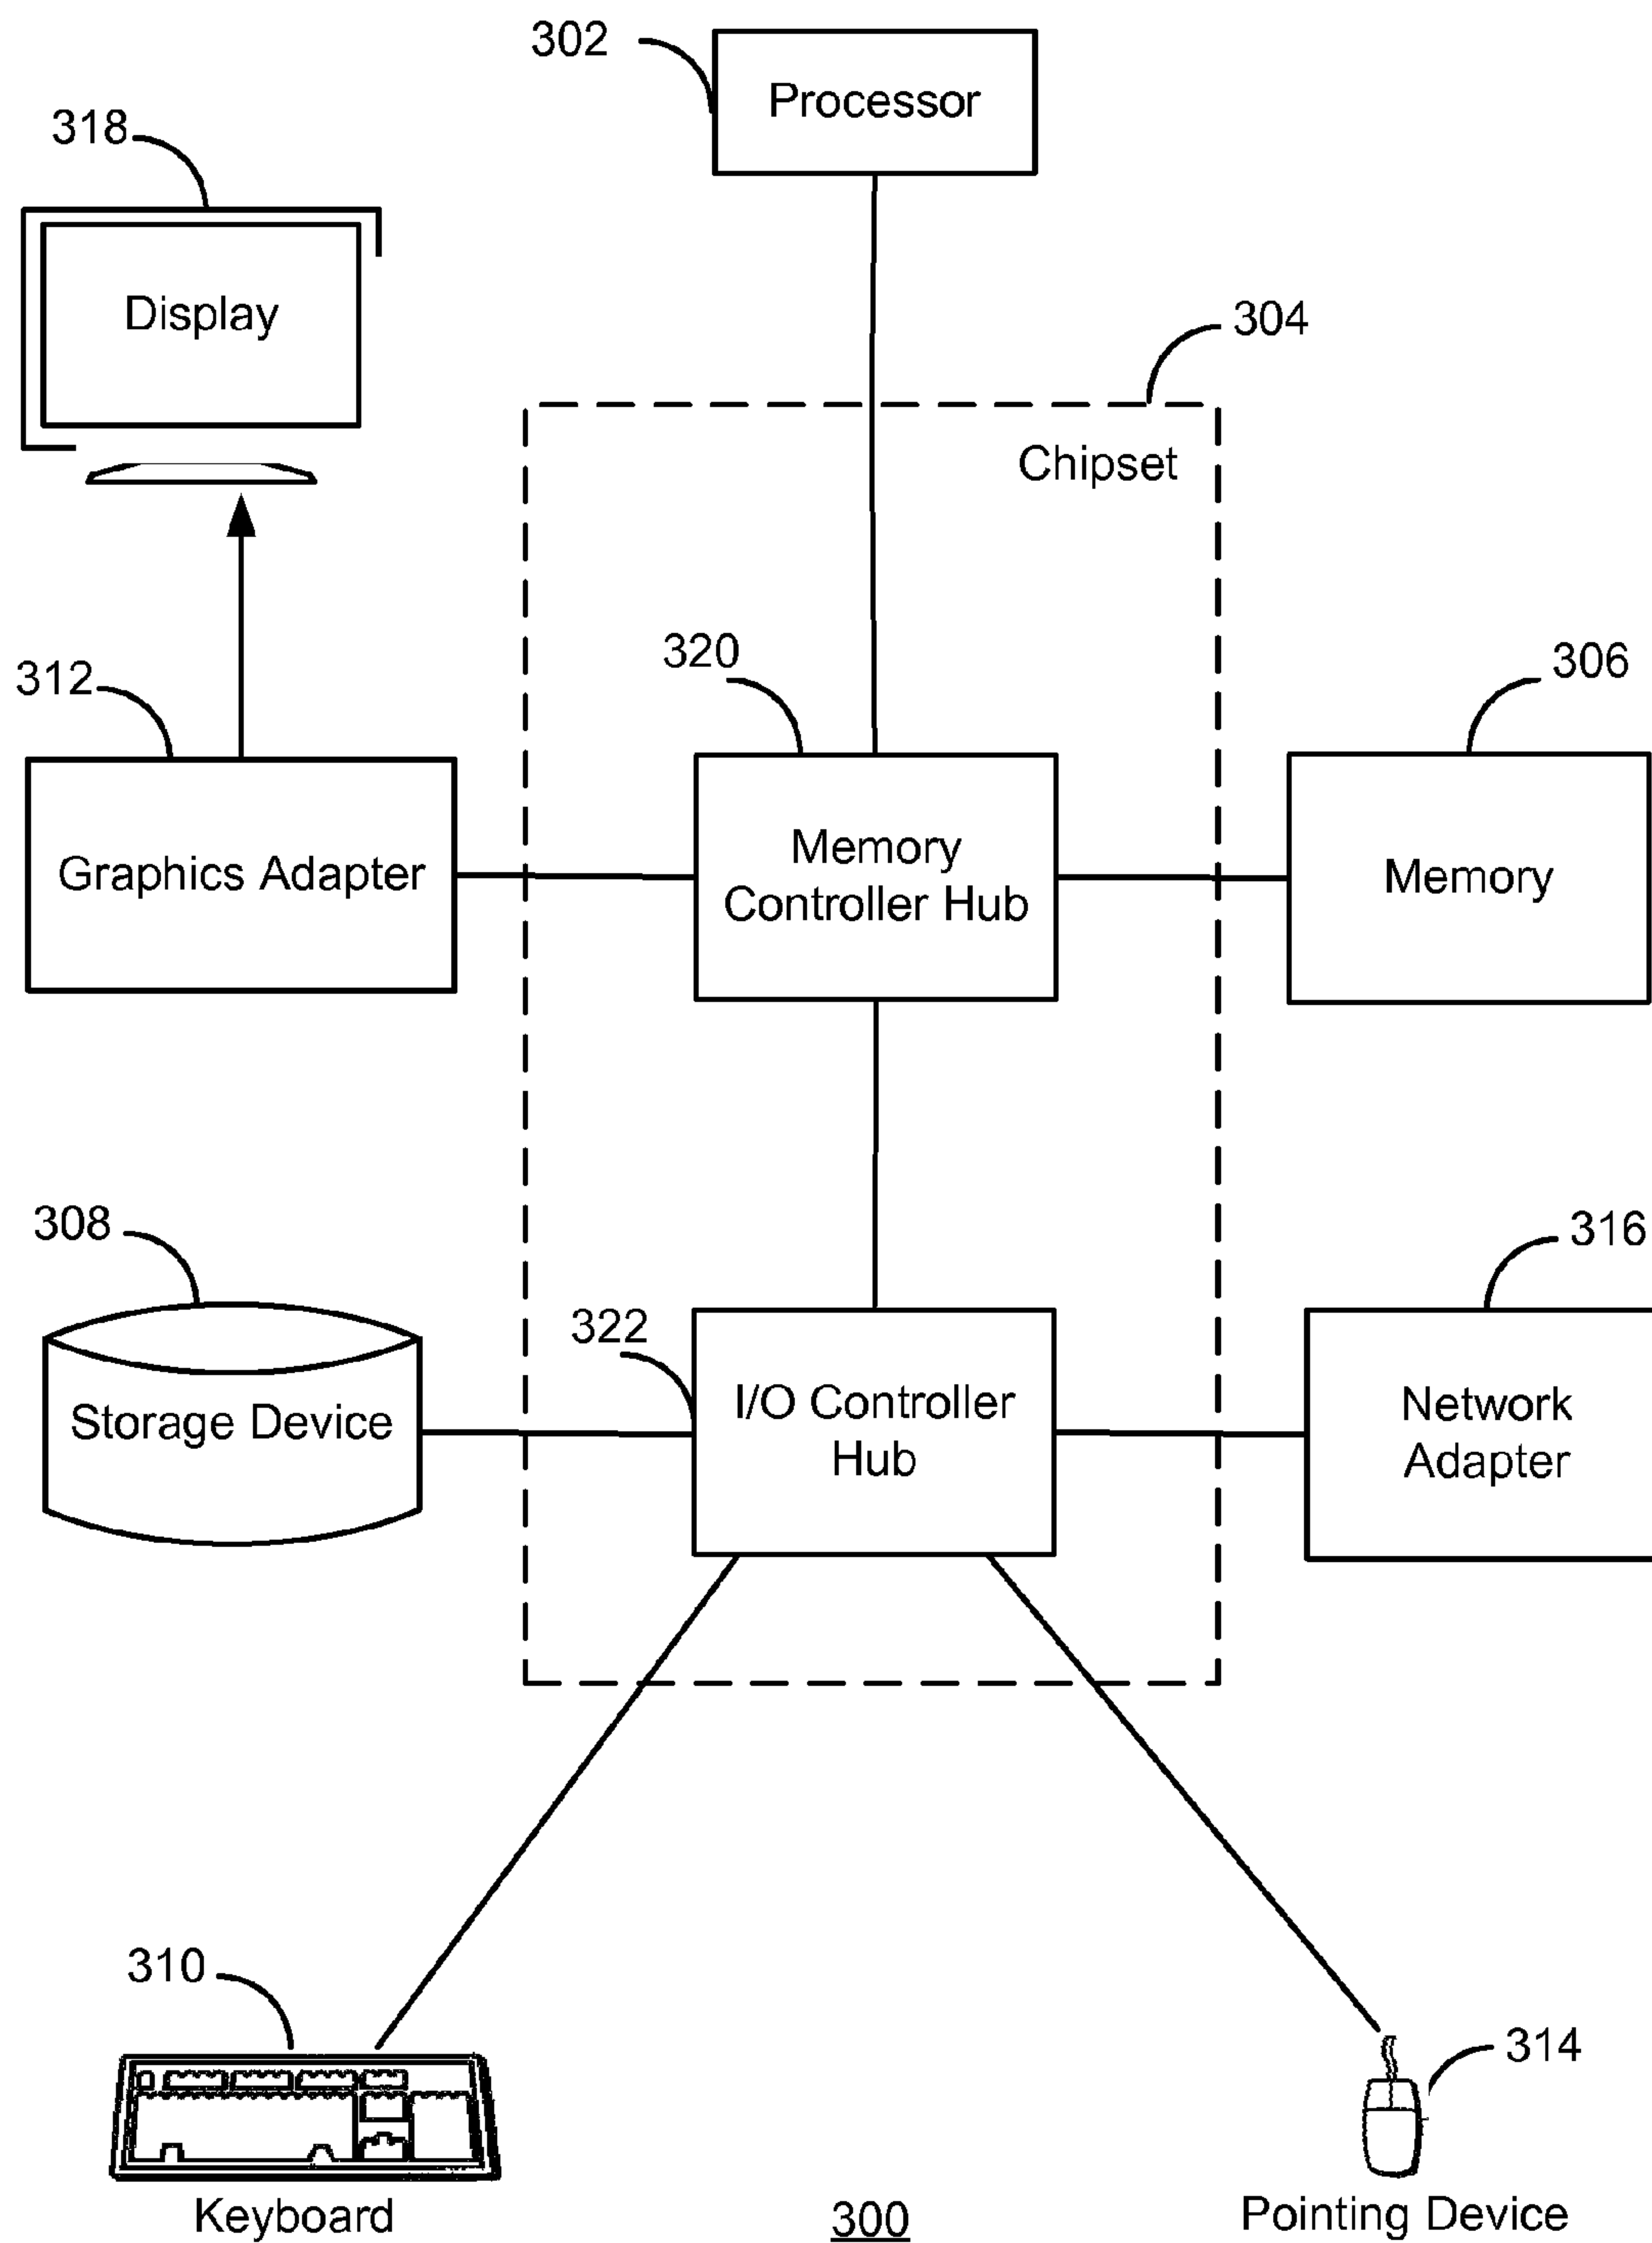 302
Processor
318
Display
304
Chipset
320
306
312
Memory
Controller Hub
Graphics Adapter
Memory
308
316
322
I/O Controller
Hub
Storage Device
Network
Adapter
310
314
Keyboard
300
Pointing Device